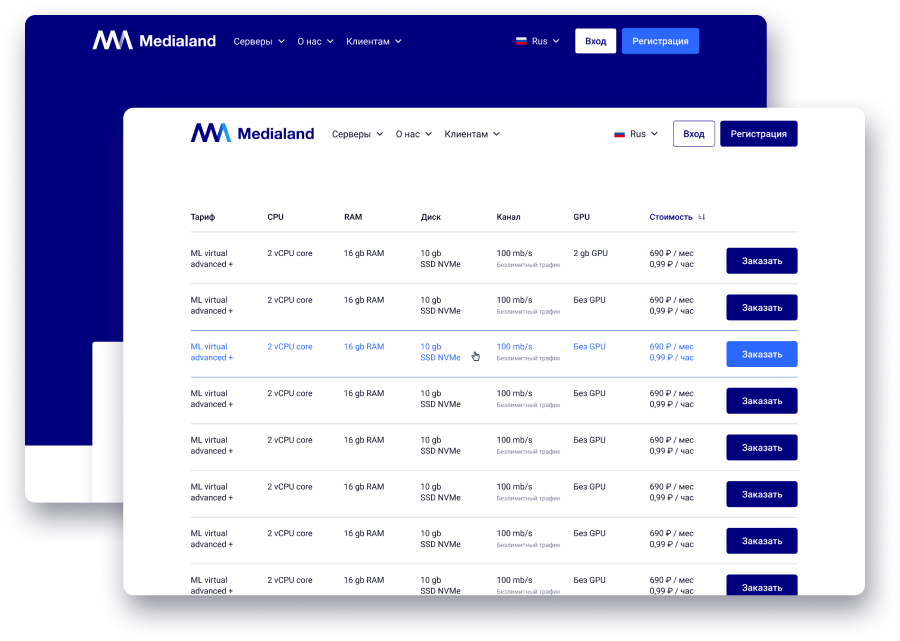 Medialand Серверы О нас Клиентам Rus Вход Регистрация
Medialand Серверы О нас Клиентам Rus Вход Регистрация
Тариф CPU RAM Диск Канал GPU Стоимость
ML virtual 2 vCPU core 16 gb RAM 10 gb 100 mb/s 2 gb GPU 690 ₽ / мес
advanced + SSD NVMe Безлимитный трафик 0,99 ₽ / час Заказать
ML virtual 2 vCPU core 16 gb RAM 10 gb 100 mb/s Без GPU 690 ₽ / мес
advanced + SSD NVMe Безлимитный трафик 0,99 ₽ / час Заказать
ML virtual 2 vCPU core 16 gb RAM 10 gb 100 mb/s Без GPU 690 ₽ / мес
advanced + SSD NVMe Безлимитный трафик 0,99 ₽ / час Заказать
ML virtual 2 vCPU core 16 gb RAM 10 gb 100 mb/s Без GPU 690 ₽ / мес
advanced + SSD NVMe Безлимитный трафик 0,99 ₽ / час Заказать
ML virtual 2 vCPU core 16 gb RAM 10 gb 100 mb/s Без GPU 690 ₽ / мес
advanced + SSD NVMe Безлимитный трафик 0,99 ₽ / час Заказать
ML virtual 2 vCPU core 16 gb RAM 10 gb 100 mb/s Без GPU 690 ₽ / мес
advanced + SSD NVMe Безлимитный трафик 0,99 ₽ / час Заказать
ML virtual 2 vCPU core 16 gb RAM 10 gb 100 mb/s Без GPU 690 ₽ / мес
advanced + SSD NVMe Безлимитный трафик 0,99 ₽ / час Заказать
ML virtual 2 vCPU core 16 gb RAM 10 gb 100 mb/s Без GPU 690 ₽ / мес
advanced + SSD NVMe Безлимитный трафик 0,99 ₽ / час Заказать